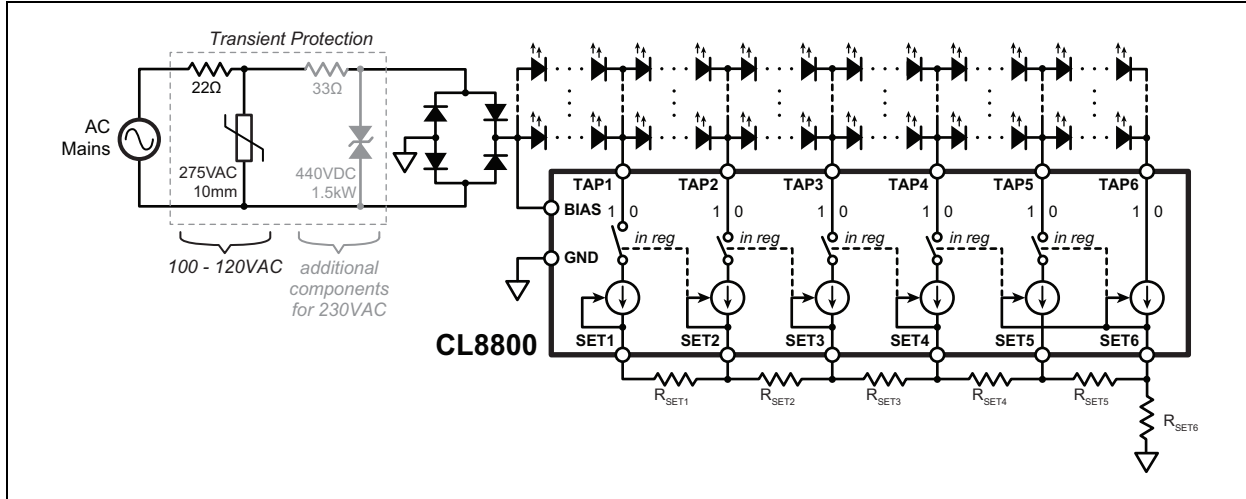 Transient Protection
22Ω
33Ω
AC
Mains
275VAC
10mm
440VDC
1.5kW
100 - 120VAC
additional
components
for 230VAC
TAP1
TAP2
TAP3
TAP4
TAP5
TAP6
BIAS
1 0
1 0
1 0
1 0
1 0
1 0
in reg
in reg
in reg
in reg
in reg
GND
CL8800
SET1
SET2
SET3
SET4
SET5
SET6
RSET1
RSET2
RSET3
RSET4
RSET5
RSET6